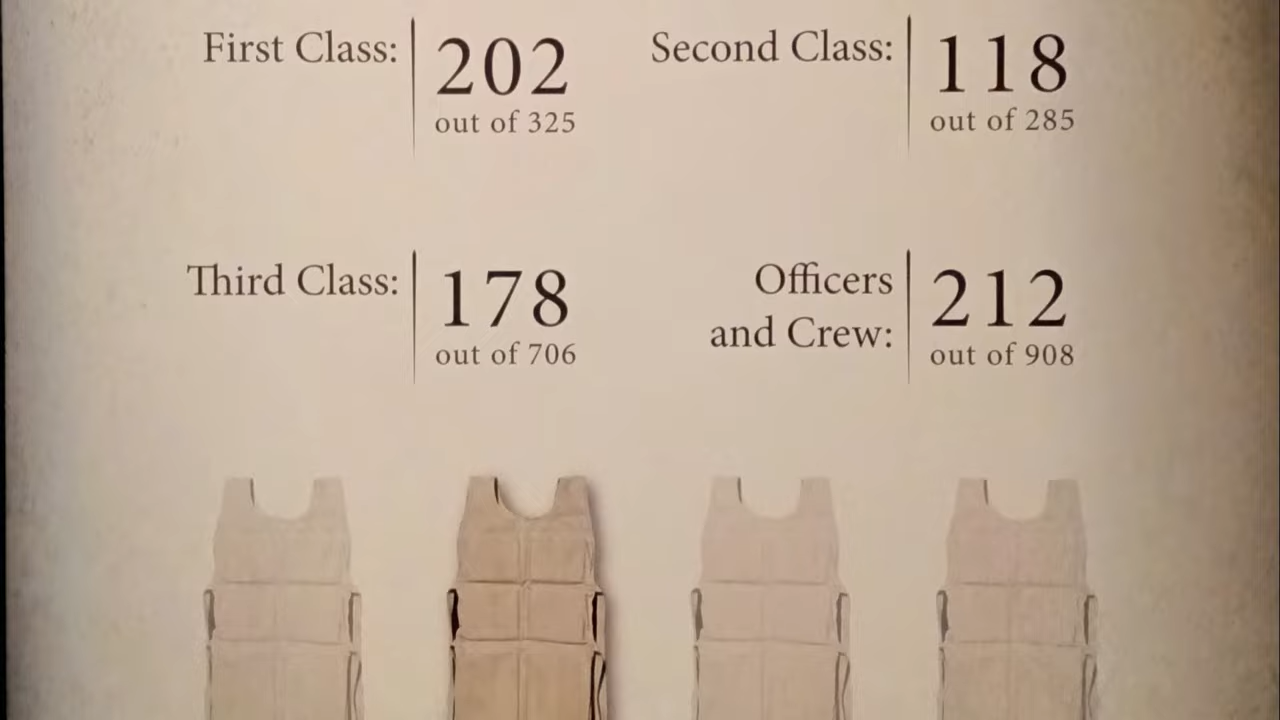 First Class:
202
out of 325
Second Class:
118
out of 285
Third Class:
178
out of 706
Officers
and Crew:
212
out of 908